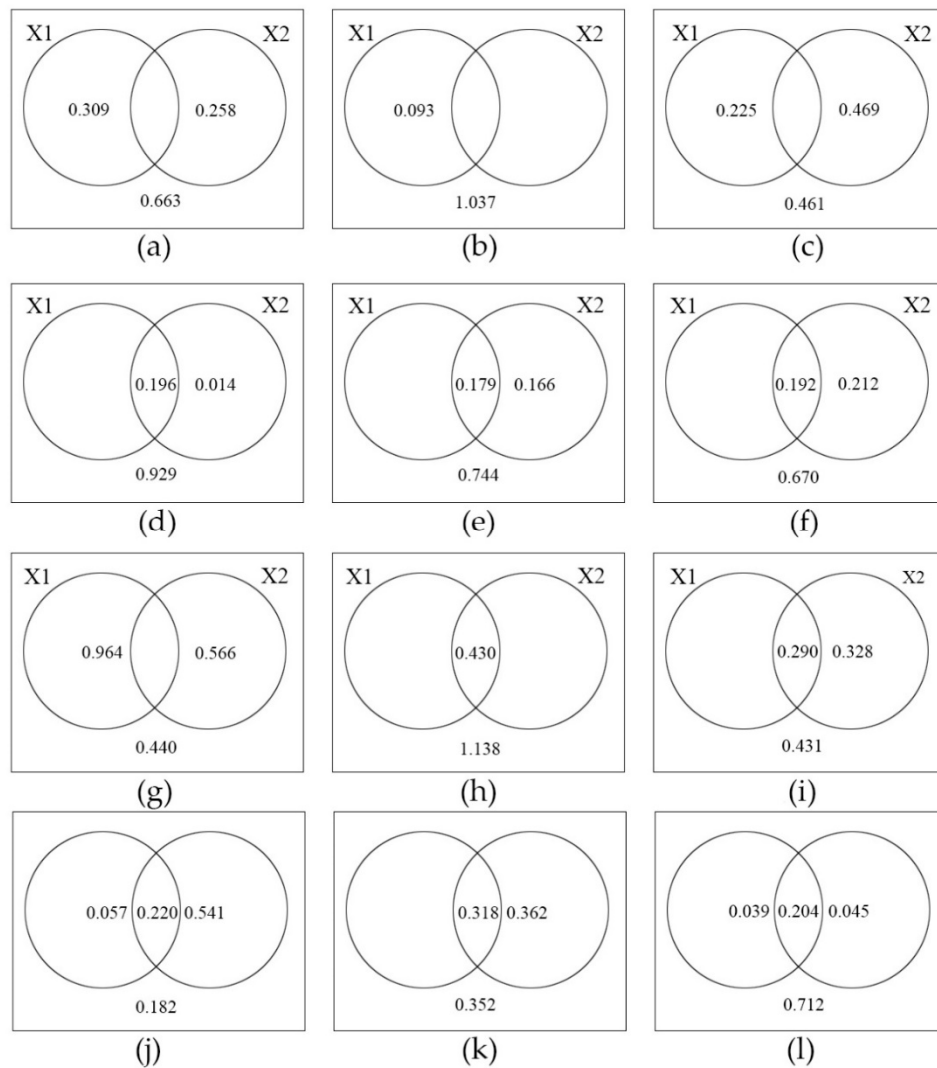 X1 X2 X1 X2 X1 X2
0.309 0.258 0.093 0.225 0.469
0.663 1.037 0.461
(a) (b) (c)
X1 X2 X1 X2 X1 X2
0.196 0.014 0.179 0.166 0.192 0.212
0.929 0.744 0.670
(d) (e) (f)
X1 X2 X1 X2 X1 X2
0.964 0.566 0.430 0.290 0.328
0.440 1.138 0.431
(g) (h) (i)
0.057 0.220 0.541 0.318 0.362 0.039 0.204 0.045
0.182 0.352 0.712
(j) (k) (l)